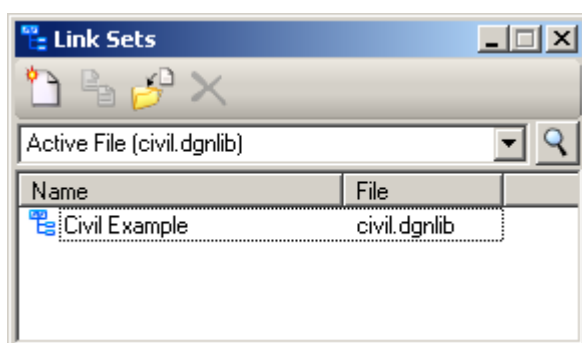 Link Sets
Active File (civil.dgnlib)
Name File
Civil Example civil.dgnlib